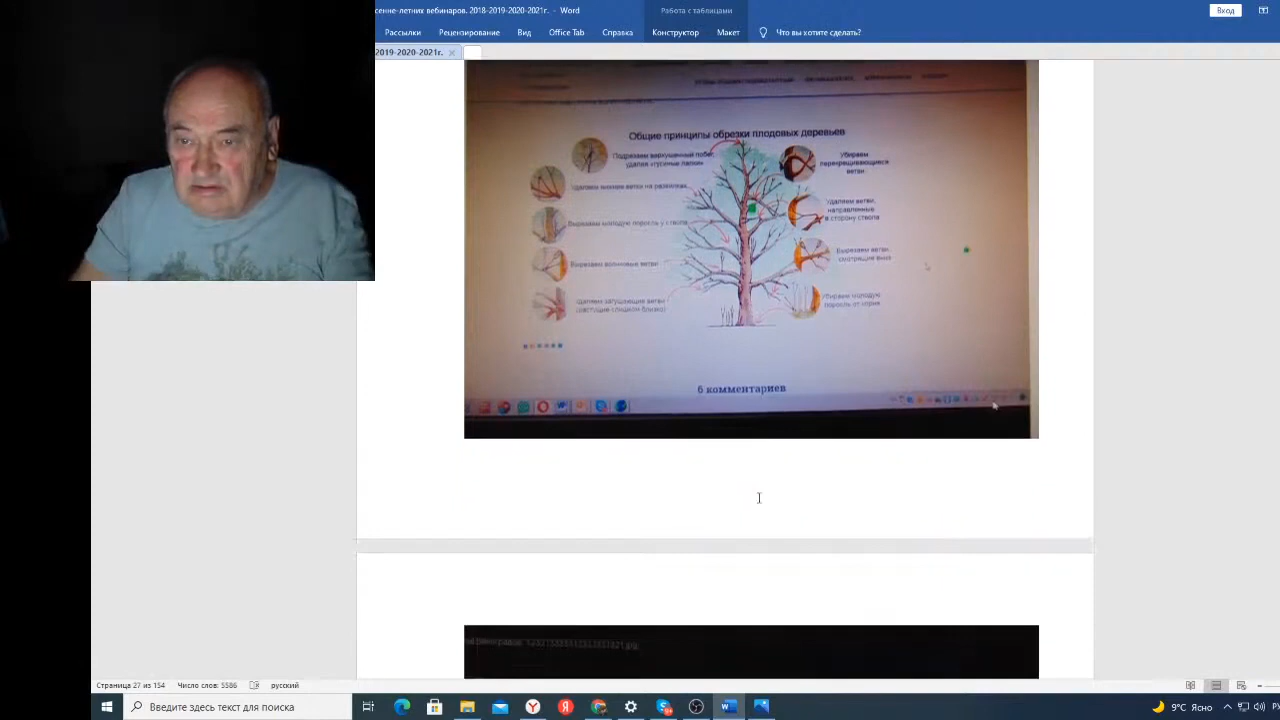 сенне-летних вебинаров. 2018-2019-2020-2021г. - Word
Работа с таблицами
Вход
Рассылки Рецензирование Вид Office Tab Справка Конструктор Макет Что вы хотите сделать?
2019-2020-2021г.
Общие принципы обрезки плодовых деревьев
Подрезаем верхушечный побег,
удаляя «гусиные лапки»
Убираем
перекрещивающиеся
ветви
Удаляем нижние ветки на развилках
Удаляем ветви,
направленные
в сторону ствола
Вырезаем молодую поросль у ствола
Вырезаем ветви,
смотрящие вниз
Вырезаем волчковые ветви
Удаляем загущающие ветви
(растущие слишком близко)
Убираем молодую
поросль от корня
6 комментариев
Страница 27 из 154 Число слов: 5586 русский
Введите здесь текст для поиска
9°C Ясно